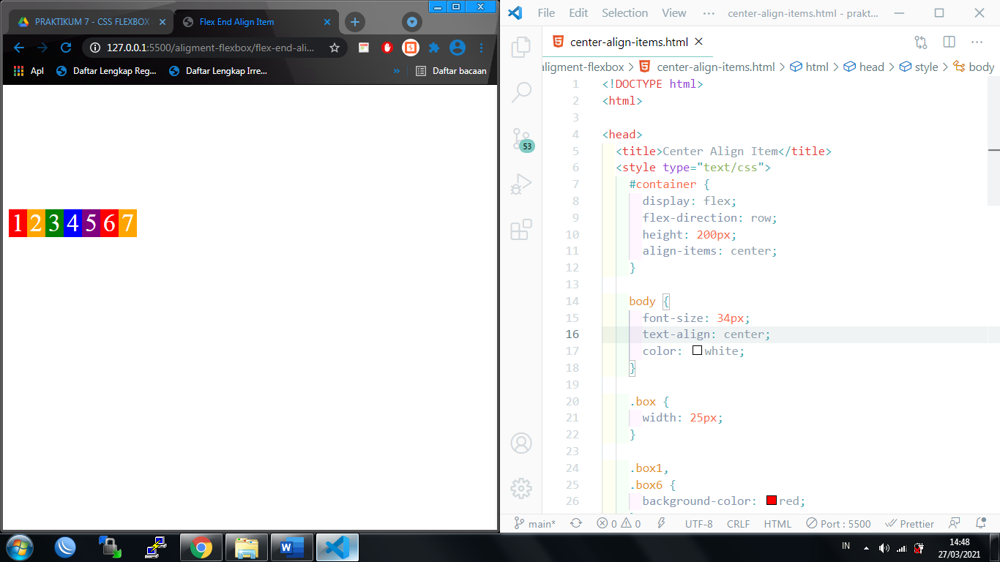 PRAKTIKUM 7 - CSS FLEXBOX
Flex End Align Item
127.0.0.1:5500/aligment-flexbox/flex-end-ali...
Apl
Daftar Lengkap Reg...
Daftar Lengkap Irre...
»
Daftar bacaan
1 2 3 4 5 6 7
File Edit Selection View ··· center-align-items.html - prakt...
center-align-items.html
aligment-flexbox > center-align-items.html > html > head > style > body
53
1 <!DOCTYPE html>
2 <html>
3
4 <head>
5 <title>Center Align Item</title>
6 <style type="text/css">
7 #container {
8 display: flex;
9 flex-direction: row;
10 height: 200px;
11 align-items: center;
12 }
13
14 body {
15 font-size: 34px;
16 text-align: center;
17 color: white;
18 }
19
20 .box {
21 width: 25px;
22 }
23
24 .box1,
25 .box6 {
26 background-color: red;
main* 0 0 UTF-8 CRLF HTML Port : 5500 Prettier
IN
14:48
27/03/2021